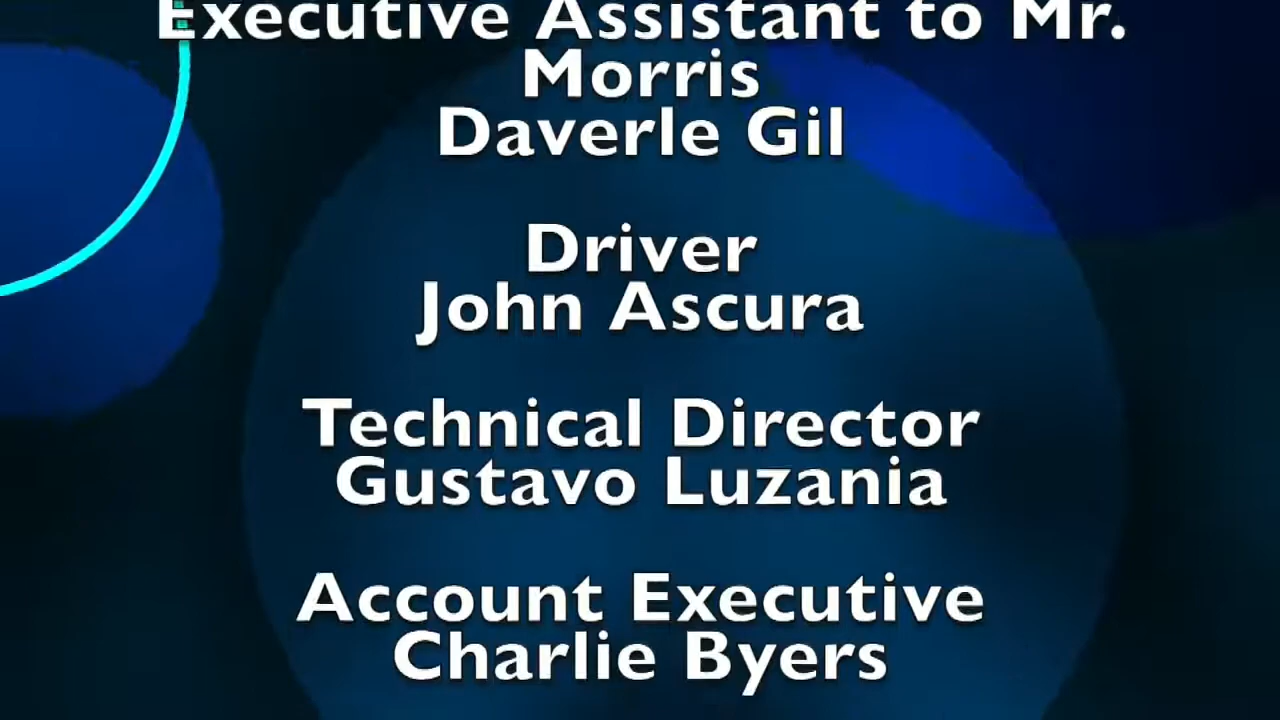 Executive Assistant to Mr.
Morris
Daverle Gil
Driver
John Ascura
Technical Director
Gustavo Luzania
Account Executive
Charlie Byers